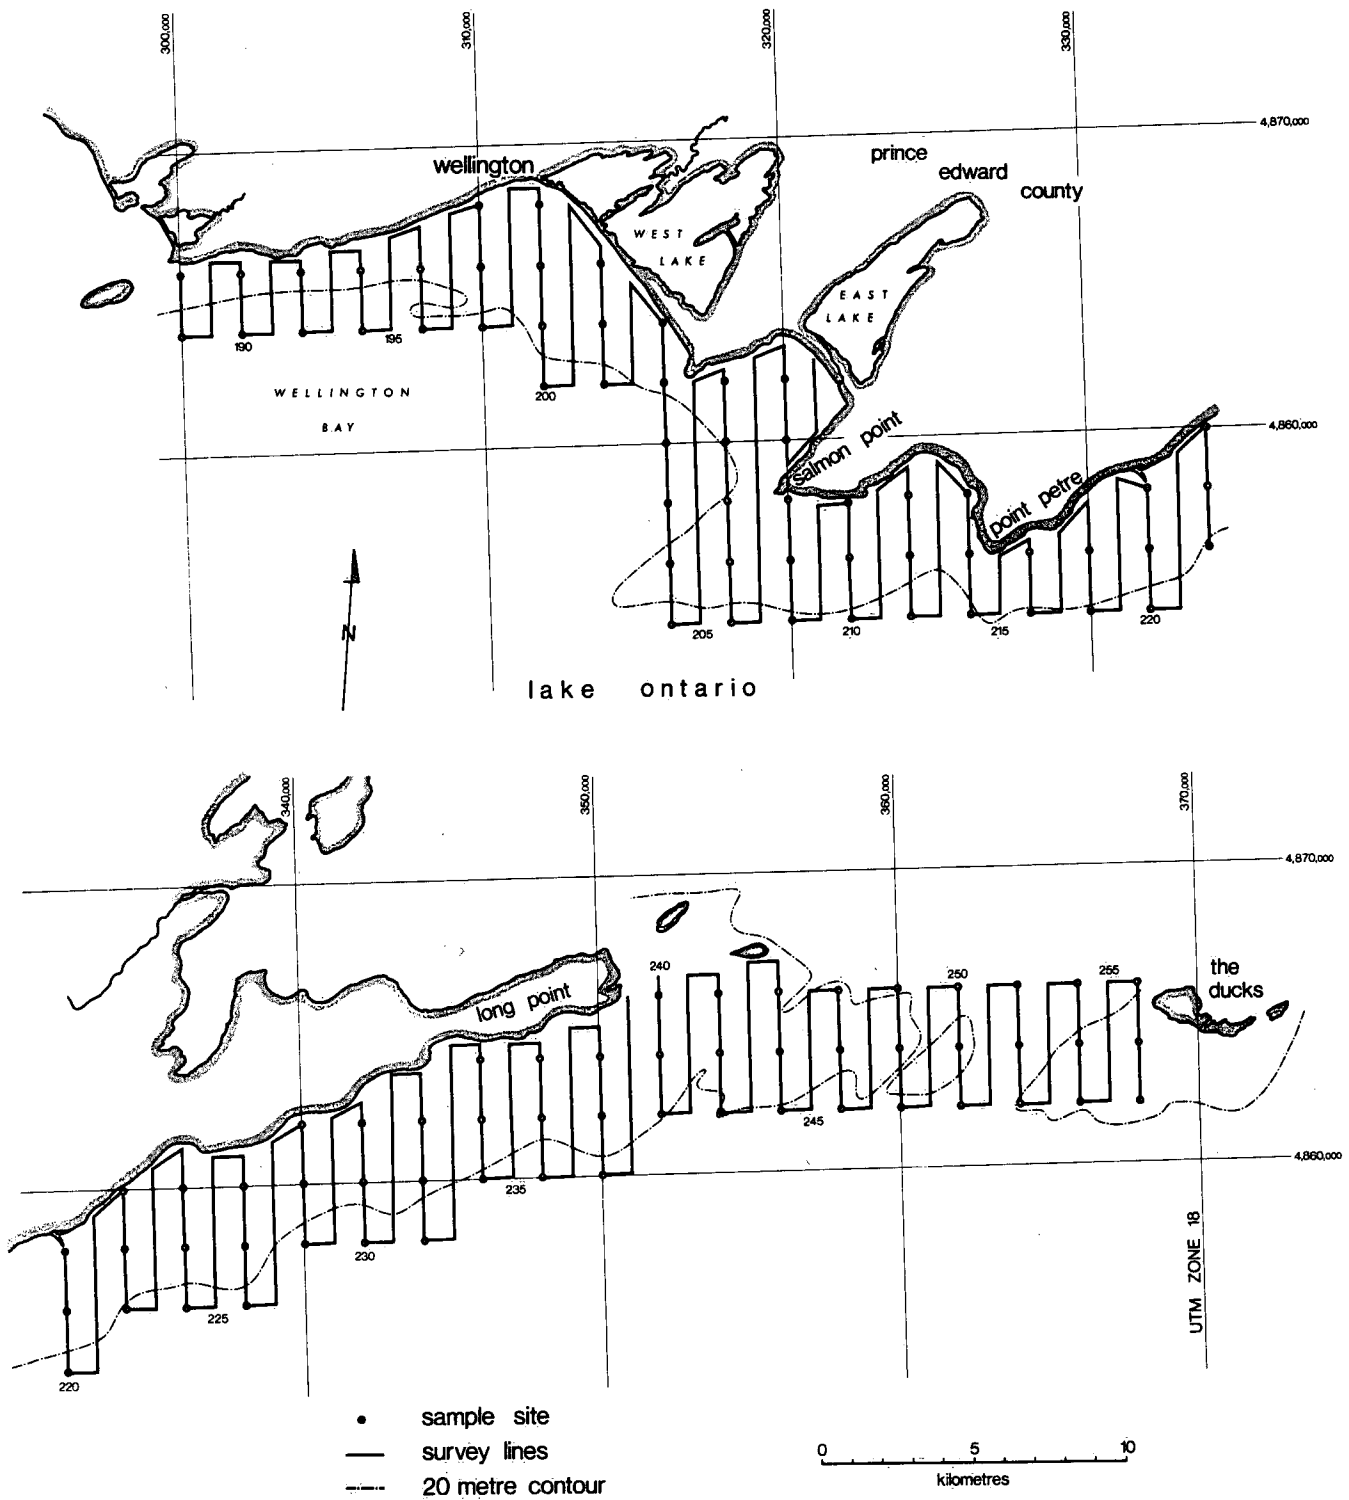 300,000
310,000
320,000
330,000
4,870,000
wellington
prince
edward
county
WEST
LAKE
EAST
LAKE
190
195
200
WELLINGTON
BAY
4,860,000
salmon point
point petre
N
205
210
215
220
lake ontario
340,000
350,000
360,000
370,000
4,870,000
long point
240
250
255
the
ducks
245
4,860,000
235
230
225
220
UTM ZONE 18
sample site
survey lines
20 metre contour
0 5 10
kilometres